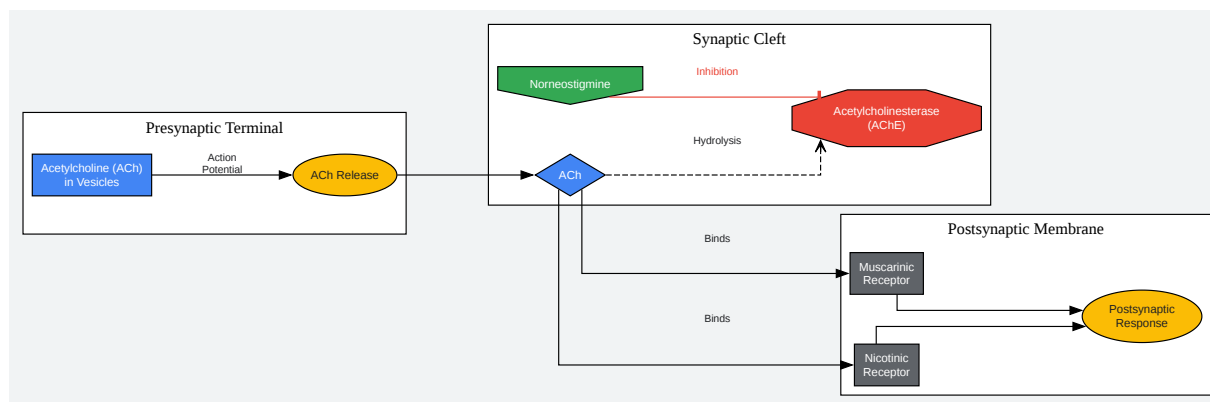 Synaptic Cleft
Norneostigmine
Inhibition
Acetylcholinesterase
(AChE)
Presynaptic Terminal
Hydrolysis
Acetylcholine (ACh)
in Vesicles
Action
Potential
ACh Release
ACh
Postsynaptic Membrane
Binds
Muscarinic
Receptor
Postsynaptic
Response
Binds
Nicotinic
Receptor